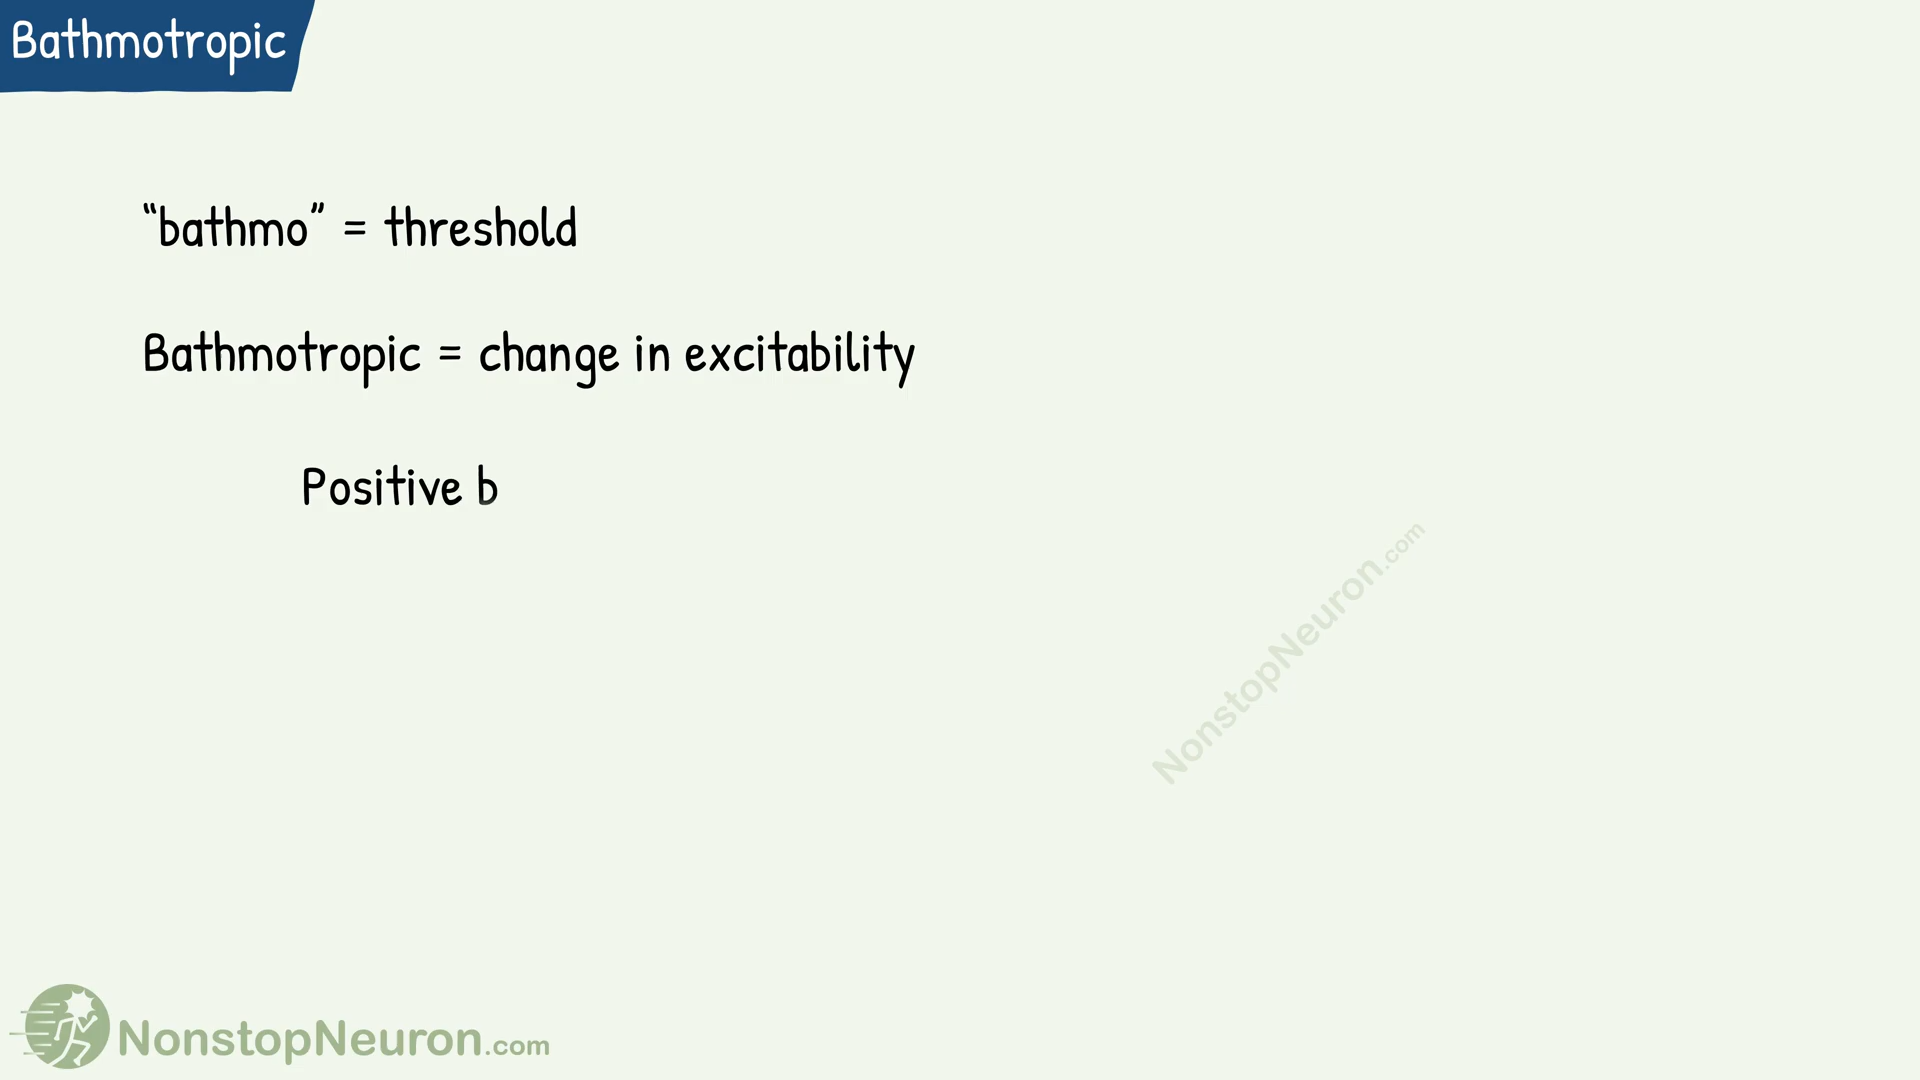 Bathmotropic
“bathmo” = threshold
Bathmotropic = change in excitability
Positive b
NonstopNeuron.com
NonstopNeuron.com